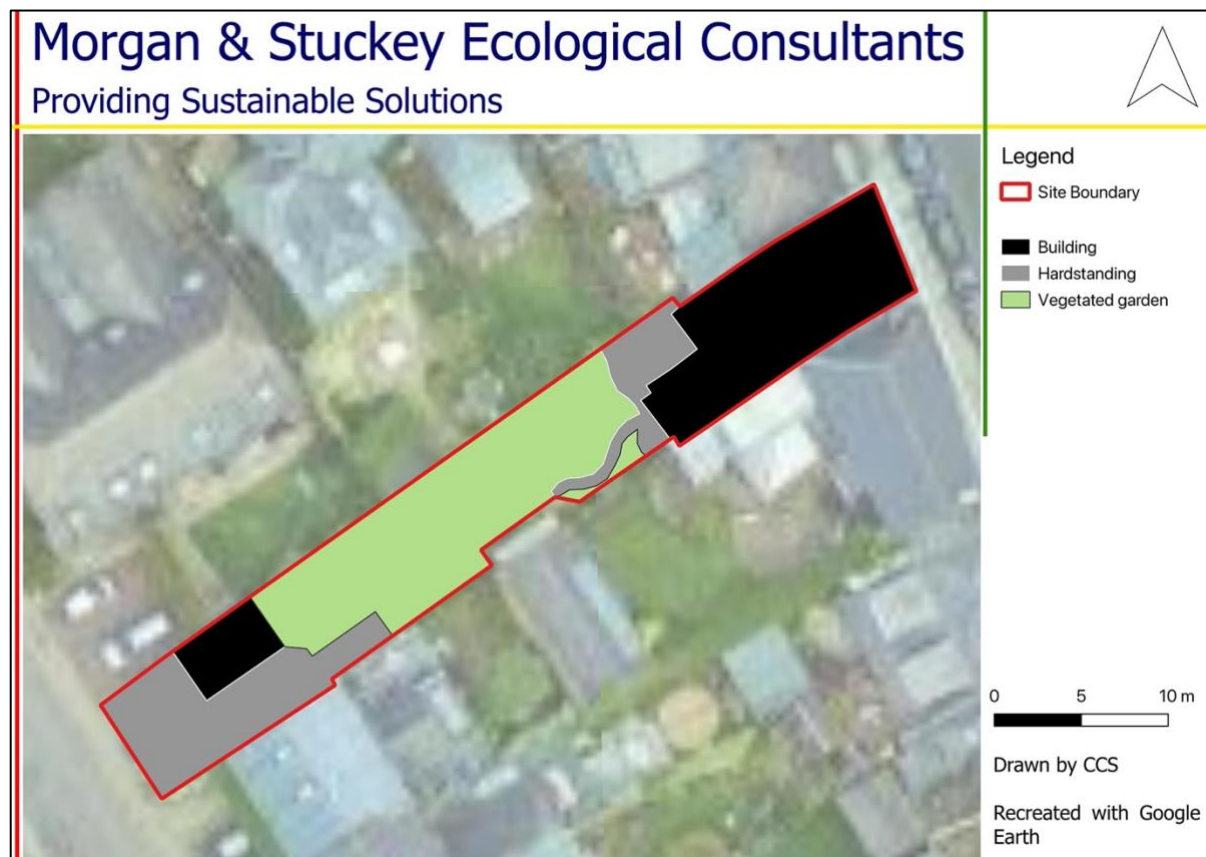 Morgan & Stuckey Ecological Consultants
Providing Sustainable Solutions
Legend
Site Boundary
Building
Hardstanding
Vegetated garden
0 5 10 m
Drawn by CCS
Recreated with Google
Earth